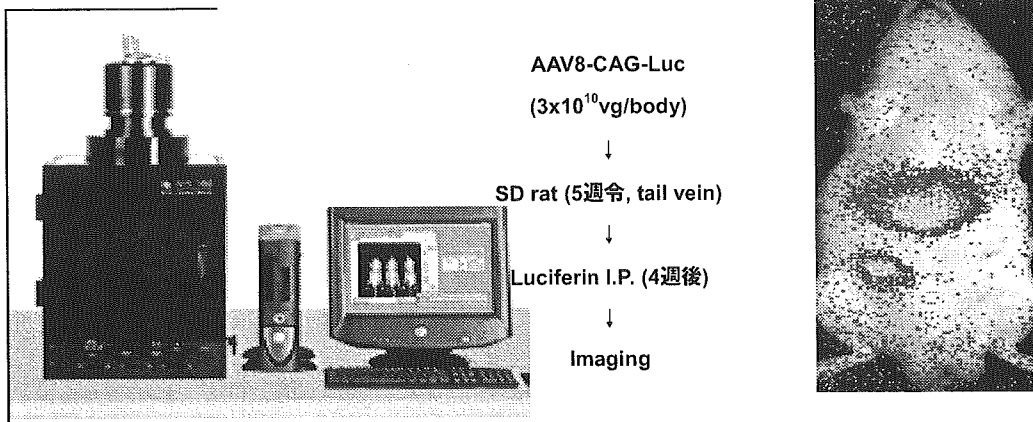 AAV8-CAG-Luc
(3x10¹⁰vg/body)
↓
SD rat (5週令, tail vein)
↓
Luciferin I.P. (4週後)
↓
Imaging